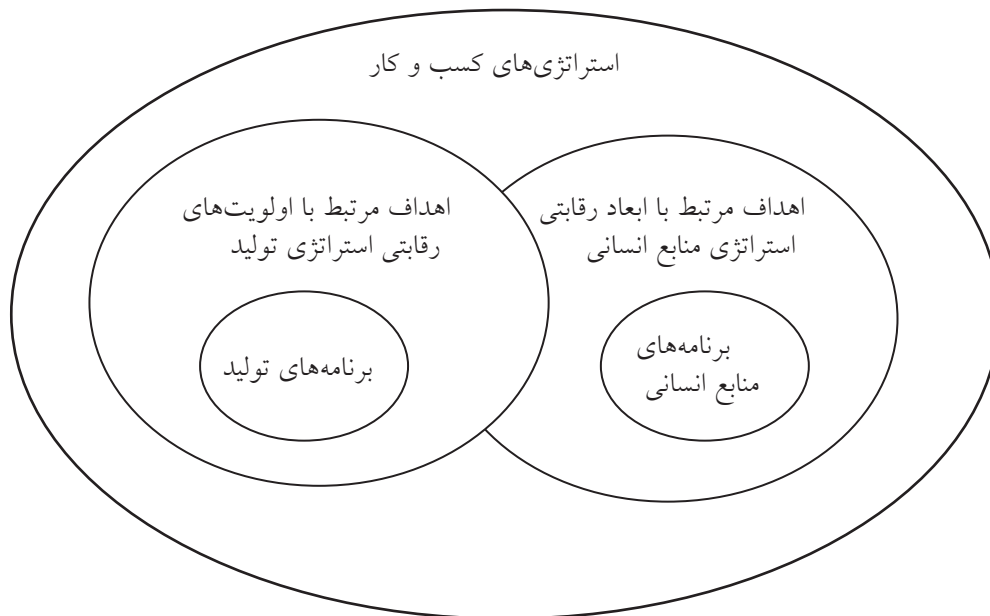 استراتژی‌های کسب و کار
اهداف مرتبط با ابعاد رقابتی
استراتژی منابع انسانی
اهداف مرتبط با اولویت‌های
رقابتی استراتژی تولید
برنامه‌های
منابع انسانی
برنامه‌های تولید